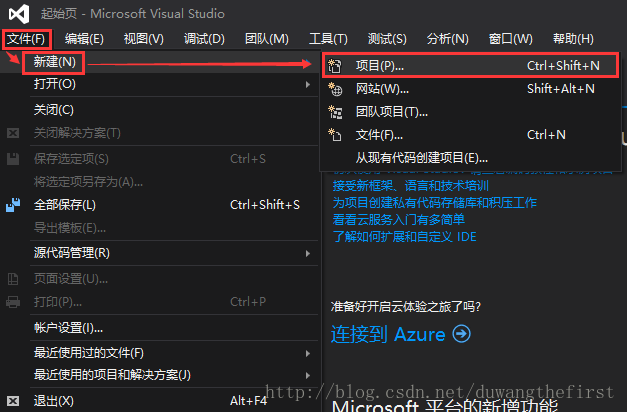 起始页 - Microsoft Visual Studio
文件(F) 编辑(E) 视图(V) 调试(D) 团队(M) 工具(T) 测试(S) 分析(N) 窗口(W) 帮助(H)
新建(N)
打开(O)
关闭(C)
关闭解决方案(T)
保存选定项(S) Ctrl+S
将选定项另存为(A)...
全部保存(L) Ctrl+Shift+S
导出模板(E)...
源代码管理(R)
页面设置(U)...
打印(P)... Ctrl+P
帐户设置(I)...
最近使用过的文件(F)
最近使用的项目和解决方案(J)
退出(X) Alt+F4
项目(P)... Ctrl+Shift+N
网站(W)... Shift+Alt+N
团队项目(T)...
文件(F)... Ctrl+N
从现有代码创建项目(E)...
接受新框架、语言和技术培训
为项目创建私有代码存储库和积压工作
看看云服务入门有多简单
了解如何扩展和自定义 IDE
准备好开启云体验之旅了吗?
连接到 Azure
http://blog.csdn.net/duwangthefirst
Microsoft 平台的新增功能